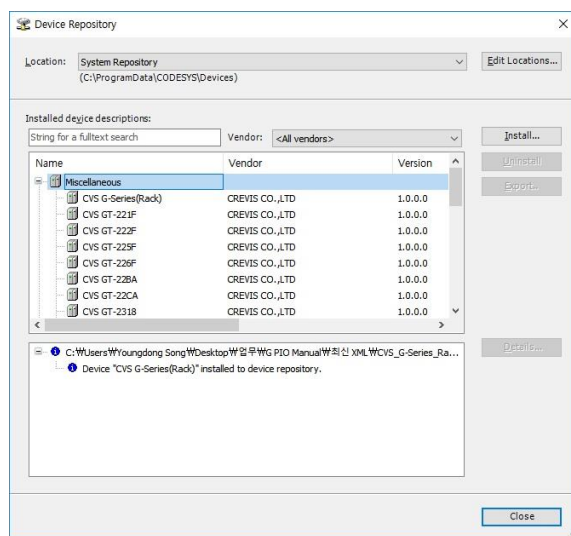 Device Repository
Location: System Repository Edit Locations...
(C:\ProgramData\CODESYS\Devices)
Installed device descriptions:
String for a fulltext search Vendor: <All vendors> Install...
Name Vendor Version Uninstall
Miscellaneous Export...
CVS G-Series(Rack) CREVIS CO.,LTD 1.0.0.0
CVS GT-221F CREVIS CO.,LTD 1.0.0.0
CVS GT-222F CREVIS CO.,LTD 1.0.0.0
CVS GT-225F CREVIS CO.,LTD 1.0.0.0
CVS GT-226F CREVIS CO.,LTD 1.0.0.0
CVS GT-22BA CREVIS CO.,LTD 1.0.0.0
CVS GT-22CA CREVIS CO.,LTD 1.0.0.0
CVS GT-2318 CREVIS CO.,LTD 1.0.0.0
C:₩Users₩Youngdong Song₩Desktop₩업무₩G PIO Manual₩최신 XML₩CVS_G-Series_Ra... Details...
Device "CVS G-Series(Rack)" installed to device repository.
Close